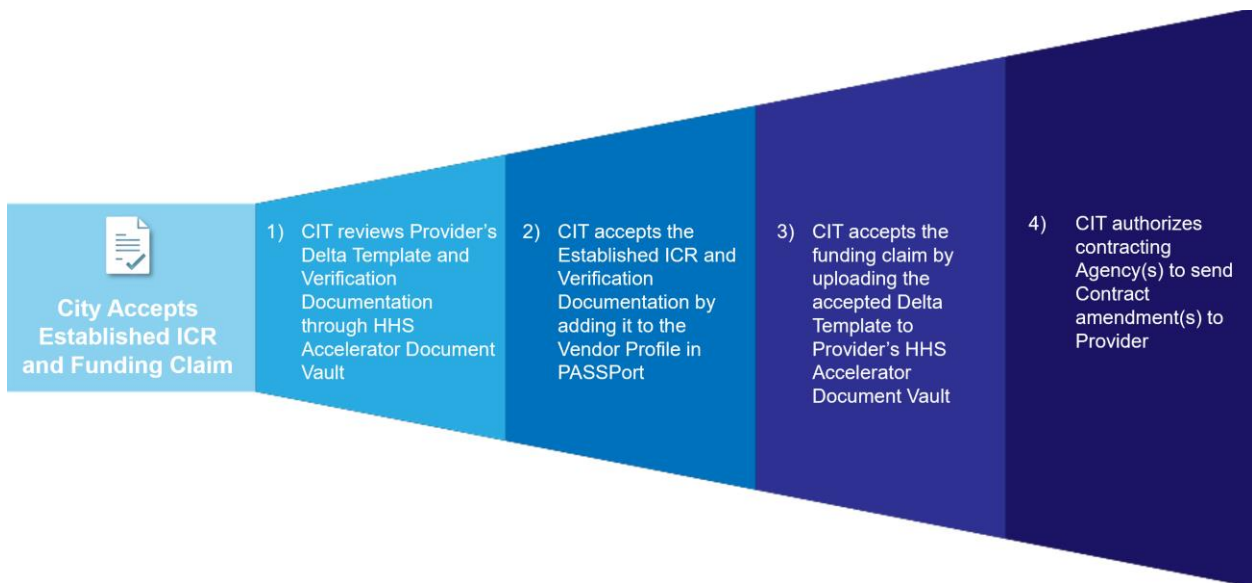 City Accepts
Established ICR
and Funding Claim
1) CIT reviews Provider's
Delta Template and
Verification
Documentation
through HHS
Accelerator Document
Vault
2) CIT accepts the
Established ICR and
Verification
Documentation by
adding it to the
Vendor Profile in
PASSPort
3) CIT accepts the
funding claim by
uploading the
accepted Delta
Template to
Provider's HHS
Accelerator
Document Vault
4) CIT authorizes
contracting
Agency(s) to send
Contract
amendment(s) to
Provider